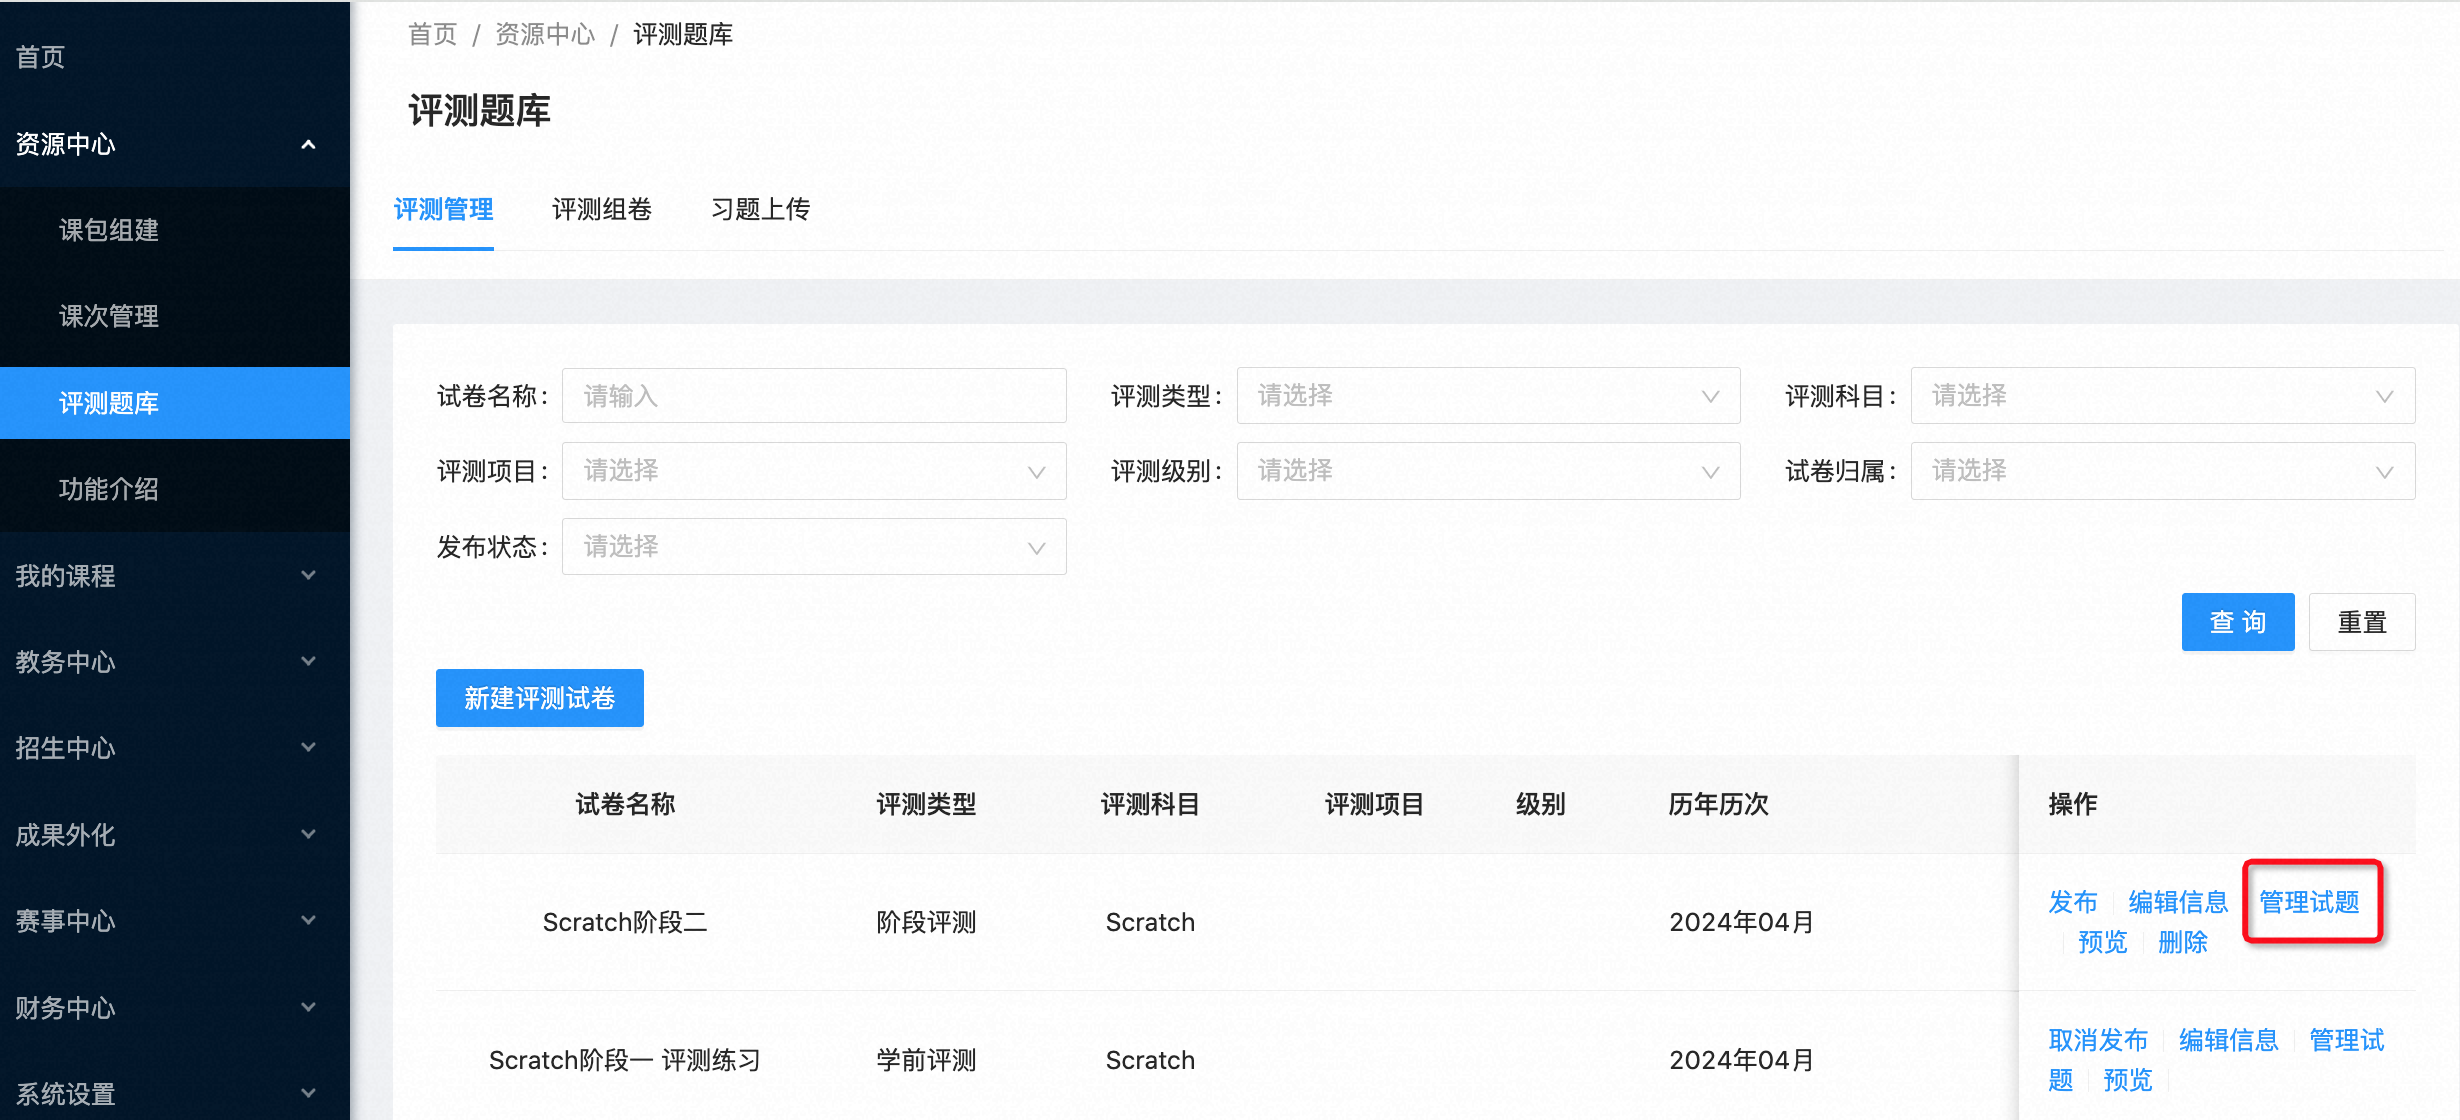 首页
资源中心
课包组建
课次管理
评测题库
功能介绍
我的课程
教务中心
招生中心
成果外化
赛事中心
财务中心
系统设置
首页 / 资源中心 / 评测题库
评测题库
评测管理 评测组卷 习题上传
试卷名称: 请输入 评测类型: 请选择 评测科目: 请选择
评测项目: 请选择 评测级别: 请选择 试卷归属: 请选择
发布状态: 请选择
查 询 重置
新建评测试卷
试卷名称 评测类型 评测科目 评测项目 级别 历年历次 操作
Scratch阶段二 阶段评测 Scratch 2024年04月 发布 编辑信息 管理试题
预览 删除
Scratch阶段一 评测练习 学前评测 Scratch 2024年04月 取消发布 编辑信息 管理试
题 预览